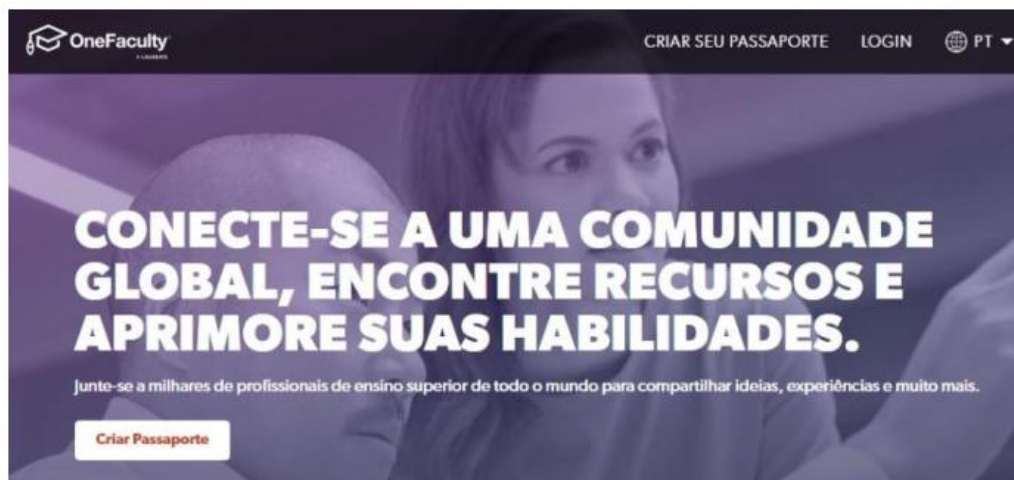 OneFaculty
CRIAR SEU PASSAPORTE
LOGIN
PT
CONECTE-SE A UMA COMUNIDADE
GLOBAL, ENCONTRE RECURSOS E
APRIMORE SUAS HABILIDADES.
Junte-se a milhares de profissionais de ensino superior de todo o mundo para compartilhar ideias, experiências e muito mais.
Criar Passaporte